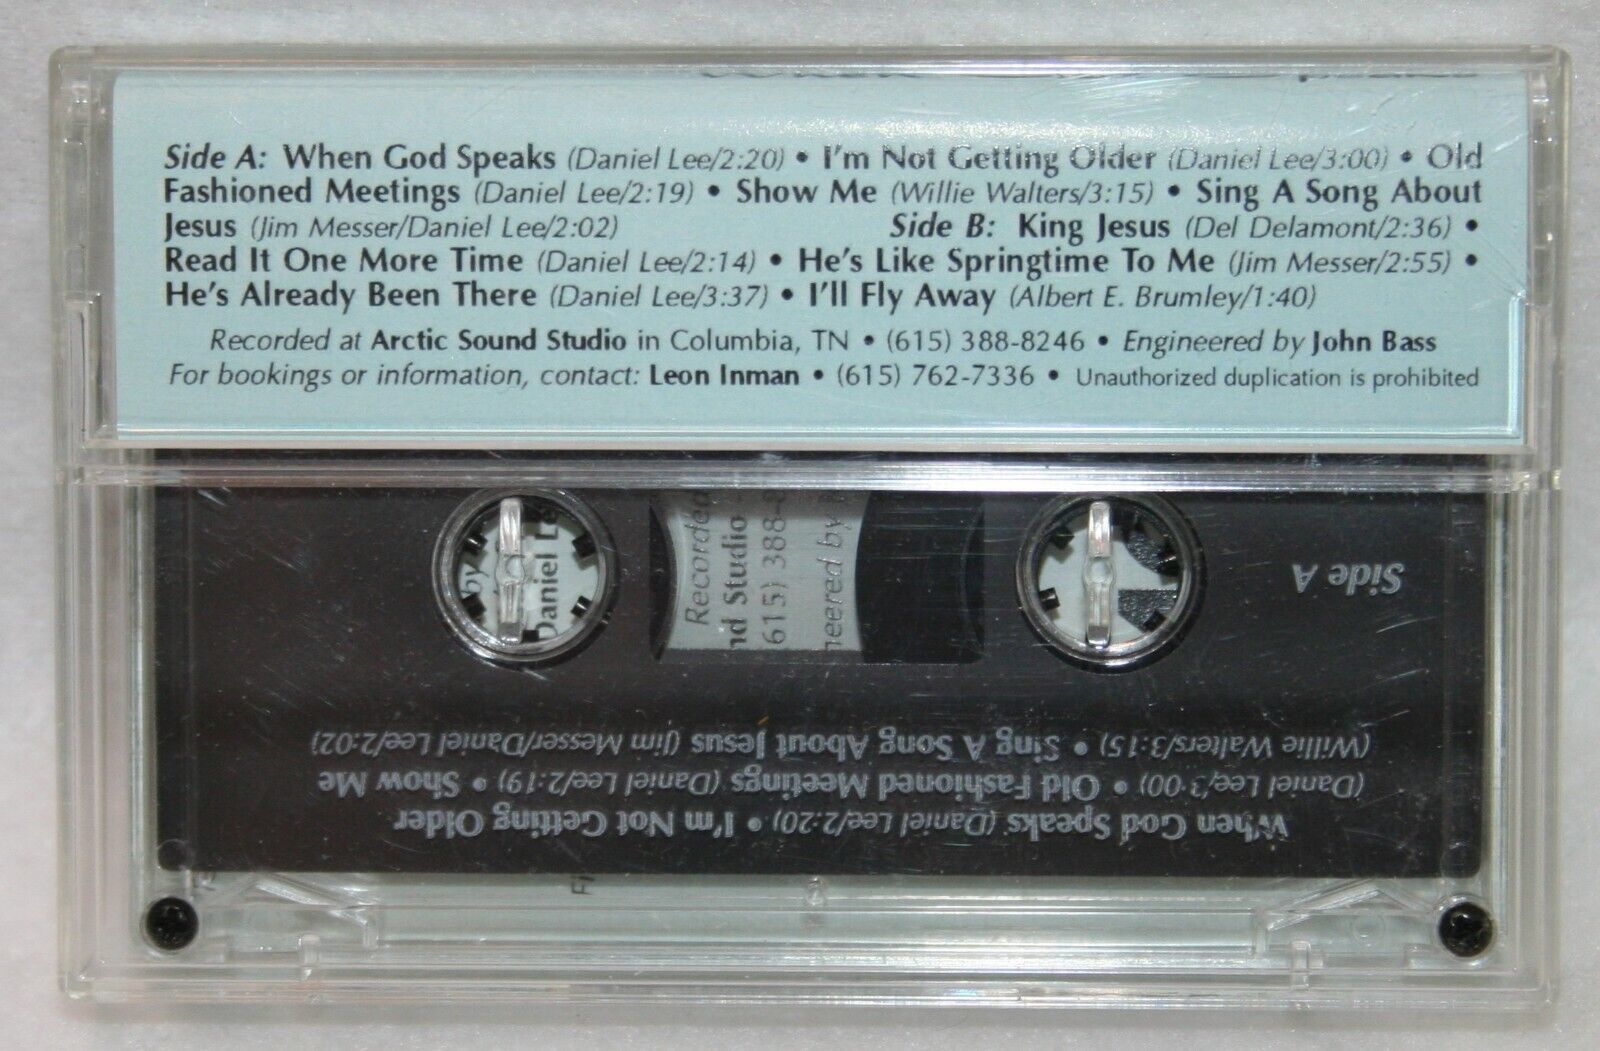 Side A: When God Speaks (Daniel Lee/2:20) • I'm Not Getting Older (Daniel Lee/3:00) • Old
Fashioned Meetings (Daniel Lee/2:19) • Show Me (Willie Walters/3:15) • Sing A Song About
Jesus (Jim Messer/Daniel Lee/2:02) Side B: King Jesus (Del Delamont/2:36) •
Read It One More Time (Daniel Lee/2:14) • He's Like Springtime To Me (Jim Messer/2:55) •
He's Already Been There (Daniel Lee/3:37) • I'll Fly Away (Albert E. Brumley/1:40)
Recorded at Arctic Sound Studio in Columbia, TN • (615) 388-8246 • Engineered by John Bass
For bookings or information, contact: Leon Inman • (615) 762-7336 • Unauthorized duplication is prohibited
by
Daniel Le
Recorded
nd Studio
615) 388-8
neered by
Side A
When God Speaks (Daniel Lee/2:20) • I'm Not Getting Older
(Daniel Lee/3:00) • Old Fashioned Meetings (Daniel Lee/2:19) • Show Me
(Willie Walters/3:15) • Sing A Song About Jesus (Jim Messer/Daniel Lee/2:02)